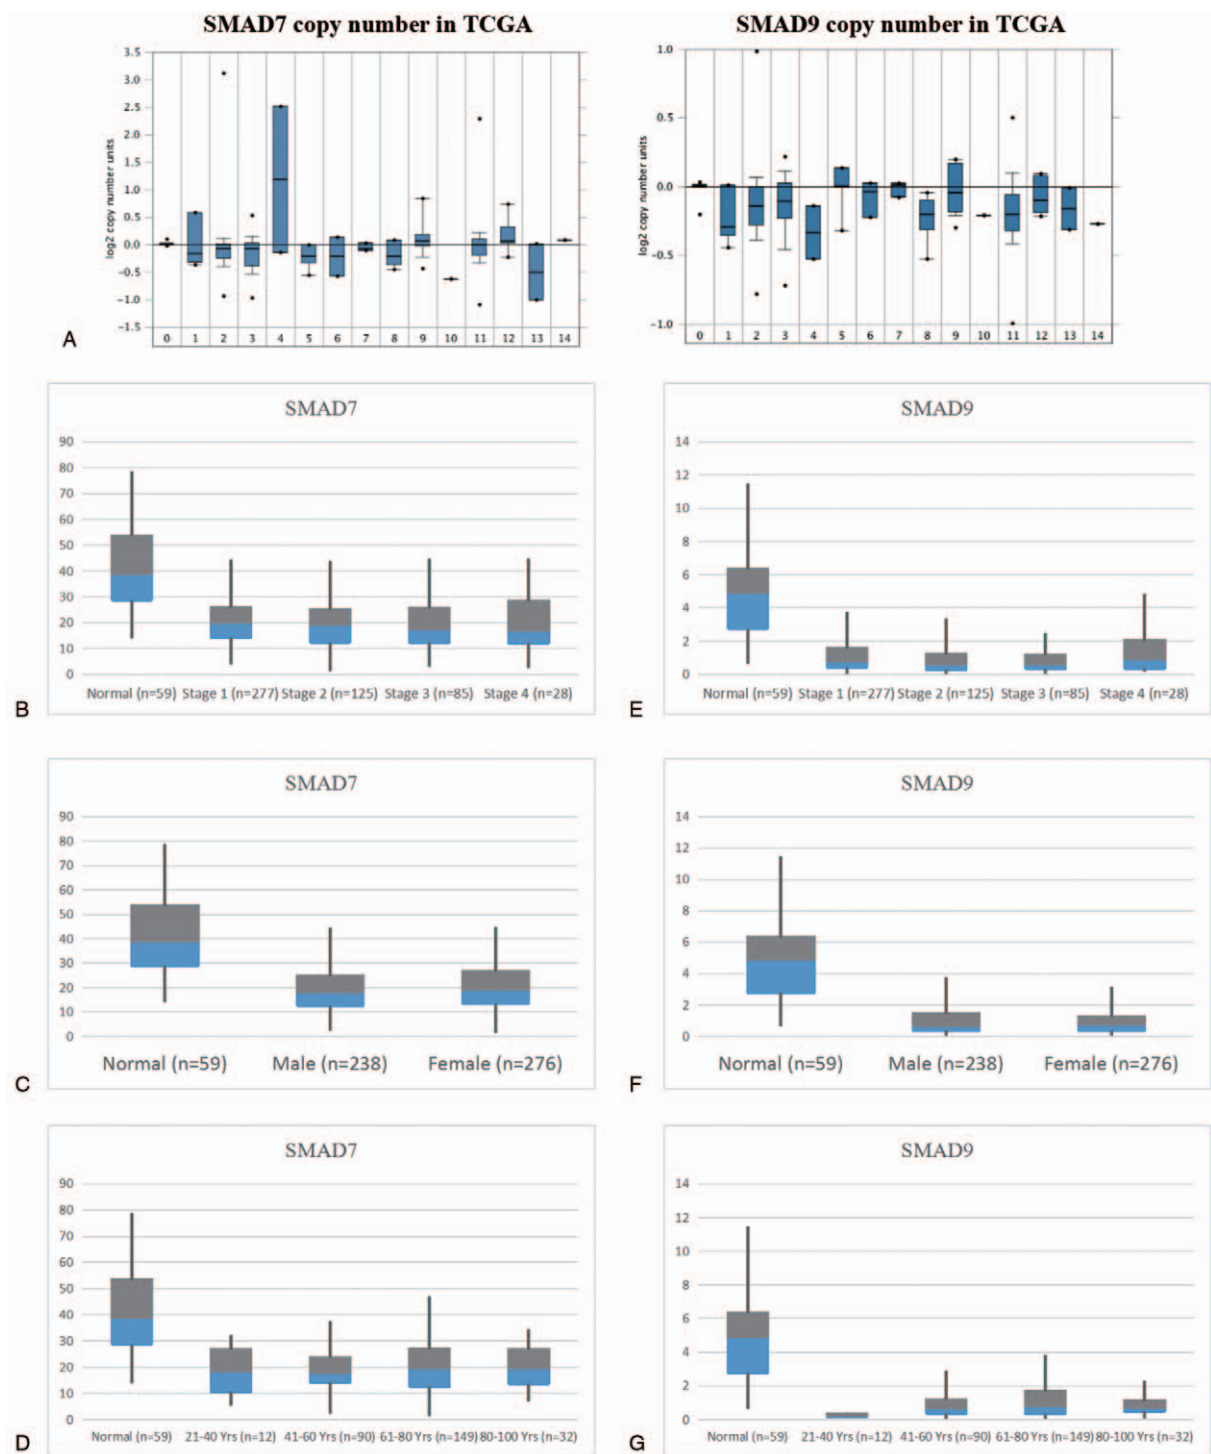 SMAD7 copy number in TCGA
SMAD9 copy number in TCGA
log2 copy number units
3.5
3.0
2.5
2.0
1.5
1.0
0.5
0.0
−0.5
−1.0
−1.5
0 1 2 3 4 5 6 7 8 9 10 11 12 13 14
log2 copy number units
1.0
0.5
0.0
−0.5
−1.0
0 1 2 3 4 5 6 7 8 9 10 11 12 13 14
A
SMAD7
90
80
70
60
50
40
30
20
10
0
Normal (n=59) Stage 1 (n=277) Stage 2 (n=125) Stage 3 (n=85) Stage 4 (n=28)
B
SMAD9
14
12
10
8
6
4
2
0
Normal (n=59) Stage 1 (n=277) Stage 2 (n=125) Stage 3 (n=85) Stage 4 (n=28)
E
SMAD7
90
80
70
60
50
40
30
20
10
0
Normal (n=59) Male (n=238) Female (n=276)
C
SMAD9
14
12
10
8
6
4
2
0
Normal (n=59) Male (n=238) Female (n=276)
F
SMAD7
90
80
70
60
50
40
30
20
10
0
Normal (n=59) 21-40 Yrs (n=12) 41-60 Yrs (n=90) 61-80 Yrs (n=149) 80-100 Yrs (n=32)
D
SMAD9
14
12
10
8
6
4
2
0
Normal (n=59) 21-40 Yrs (n=12) 41-60 Yrs (n=90) 61-80 Yrs (n=149) 80-100 Yrs (n=32)
G